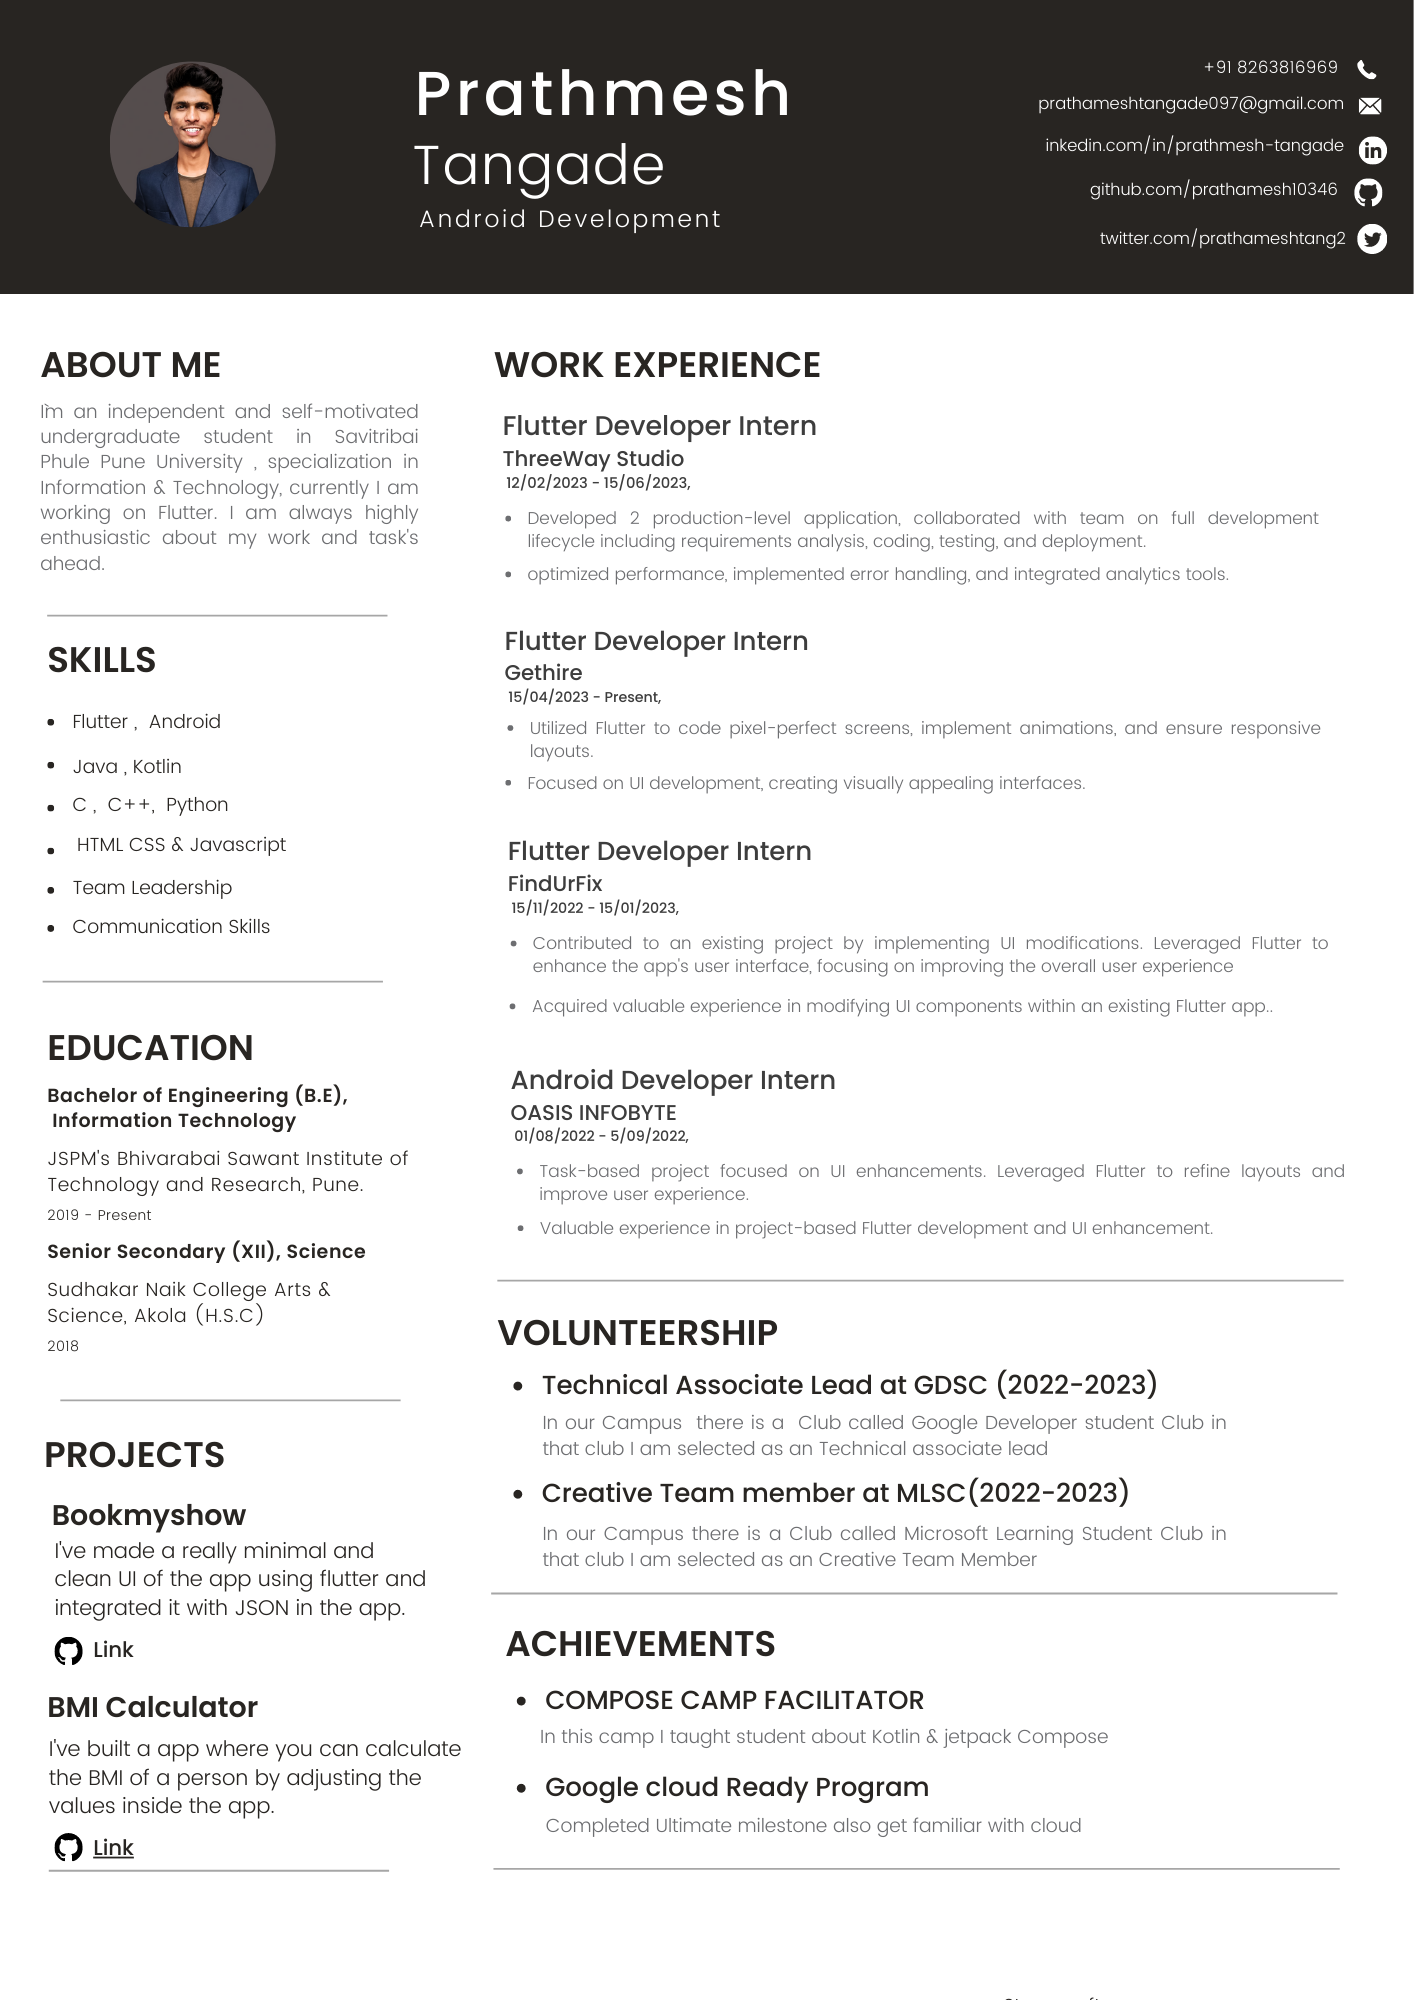 Prathmesh
Tangade
Android Development
+91 8263816969
prathameshtangade097@gmail.com
inkedin.com/in/prathmesh-tangade
github.com/prathamesh10346
twitter.com/prathameshtang2
ABOUT ME
I`m an independent and self-motivated
undergraduate student in Savitribai
Phule Pune University , specialization in
Information & Technology, currently I am
working on Flutter. I am always highly
enthusiastic about my work and task's
ahead.
SKILLS
• Flutter , Android
• Java , Kotlin
• C , C++, Python
• HTML CSS & Javascript
• Team Leadership
• Communication Skills
EDUCATION
Bachelor of Engineering (B.E),
Information Technology
JSPM's Bhivarabai Sawant Institute of
Technology and Research, Pune.
2019 - Present
Senior Secondary (XII), Science
Sudhakar Naik College Arts &
Science, Akola (H.S.C)
2018
PROJECTS
Bookmyshow
I've made a really minimal and
clean UI of the app using flutter and
integrated it with JSON in the app.
Link
BMI Calculator
I've built a app where you can calculate
the BMI of a person by adjusting the
values inside the app.
Link
WORK EXPERIENCE
Flutter Developer Intern
ThreeWay Studio
12/02/2023 - 15/06/2023,
• Developed 2 production-level application, collaborated with team on full development
lifecycle including requirements analysis, coding, testing, and deployment.
• optimized performance, implemented error handling, and integrated analytics tools.
Flutter Developer Intern
Gethire
15/04/2023 - Present,
• Utilized Flutter to code pixel-perfect screens, implement animations, and ensure responsive
layouts.
• Focused on UI development, creating visually appealing interfaces.
Flutter Developer Intern
FindUrFix
15/11/2022 - 15/01/2023,
• Contributed to an existing project by implementing UI modifications. Leveraged Flutter to
enhance the app's user interface, focusing on improving the overall user experience
• Acquired valuable experience in modifying UI components within an existing Flutter app..
Android Developer Intern
OASIS INFOBYTE
01/08/2022 - 5/09/2022,
• Task-based project focused on UI enhancements. Leveraged Flutter to refine layouts and
improve user experience.
• Valuable experience in project-based Flutter development and UI enhancement.
VOLUNTEERSHIP
• Technical Associate Lead at GDSC (2022-2023)
In our Campus there is a Club called Google Developer student Club in
that club I am selected as an Technical associate lead
• Creative Team member at MLSC(2022-2023)
In our Campus there is a Club called Microsoft Learning Student Club in
that club I am selected as an Creative Team Member
ACHIEVEMENTS
• COMPOSE CAMP FACILITATOR
In this camp I taught student about Kotlin & jetpack Compose
• Google cloud Ready Program
Completed Ultimate milestone also get familiar with cloud